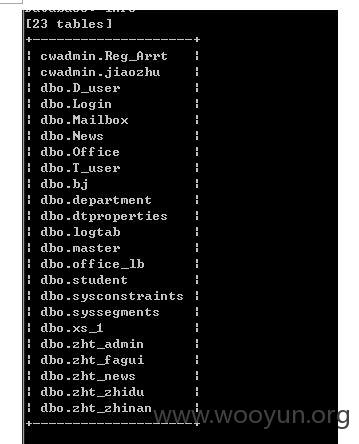 Database: info
[23 tables]
+---------------------+
¦ cwadmin.Reg_Arrt ¦
¦ cwadmin.jiaozhu ¦
¦ dbo.D_user ¦
¦ dbo.Login ¦
¦ dbo.Mailbox ¦
¦ dbo.News ¦
¦ dbo.Office ¦
¦ dbo.T_user ¦
¦ dbo.bj ¦
¦ dbo.department ¦
¦ dbo.dtproperties ¦
¦ dbo.logtab ¦
¦ dbo.master ¦
¦ dbo.office_lb ¦
¦ dbo.student ¦
¦ dbo.sysconstraints ¦
¦ dbo.syssegments ¦
¦ dbo.xs_1 ¦
¦ dbo.zht_admin ¦
¦ dbo.zht_fagui ¦
¦ dbo.zht_news ¦
¦ dbo.zht_zhidu ¦
¦ dbo.zht_zhinan ¦
+---------------------+
www.wooyun.org